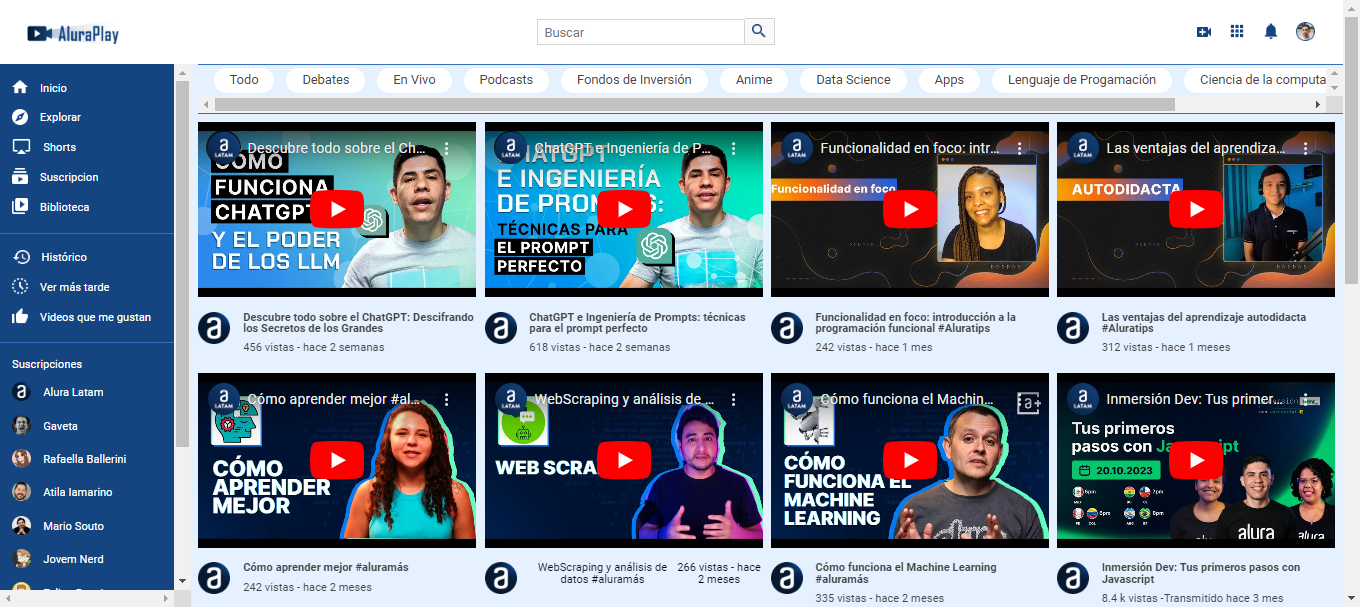 AluraPlay
Buscar
Inicio
Explorar
Shorts
Suscripcion
Biblioteca
Histórico
Ver más tarde
Videos que me gustan
Suscripciones
Alura Latam
Gaveta
Rafaella Ballerini
Atila Iamarino
Mario Souto
Jovem Nerd
Todo
Debates
En Vivo
Podcasts
Fondos de Inversión
Anime
Data Science
Apps
Lenguaje de Progamación
Ciencia de la computa
a LATAM
Descubre todo sobre el Ch...
CÓMO
FUNCIONA
CHATGPT
Y EL PODER
DE LOS LLM
a
Descubre todo sobre el ChatGPT: Descifrando
los Secretos de los Grandes
456 vistas - hace 2 semanas
a LATAM
ChatGPT e Ingeniería de P...
CHATGPT
E INGENIERÍA
DE PROMPTS:
TÉCNICAS PARA
EL PROMPT
PERFECTO
a
ChatGPT e Ingeniería de Prompts: técnicas
para el prompt perfecto
618 vistas - hace 2 semanas
a LATAM
Funcionalidad en foco: intr...
Funcionalidad en foco
a
Funcionalidad en foco: introducción a la
programación funcional #Aluratips
242 vistas - hace 1 mes
a LATAM
Las ventajas del aprendiza...
AUTODIDACTA
a
Las ventajas del aprendizaje autodidacta
#Aluratips
312 vistas - hace 1 meses
a LATAM
Cómo aprender mejor #al...
CÓMO
APRENDER
MEJOR
a
Cómo aprender mejor #aluramás
242 vistas - hace 2 meses
a LATAM
WebScraping y análisis de ...
WEB SCRA
a
WebScraping y análisis de
datos #aluramás
266 vistas - hace
2 meses
a LATAM
Cómo funciona el Machin...
a+
CÓMO
FUNCIONA EL
MACHINE
LEARNING
a
Cómo funciona el Machine Learning
#aluramás
335 vistas - hace 2 meses
a LATAM
Inmersión Dev: Tus primer...
Tus primeros
pasos con Javascript
20.10.2023
6pm
7pm
6pm
8pm
alura
alura
a
Inmersión Dev: Tus primeros pasos con
Javascript
8.4 k vistas -Transmitido hace 3 mes